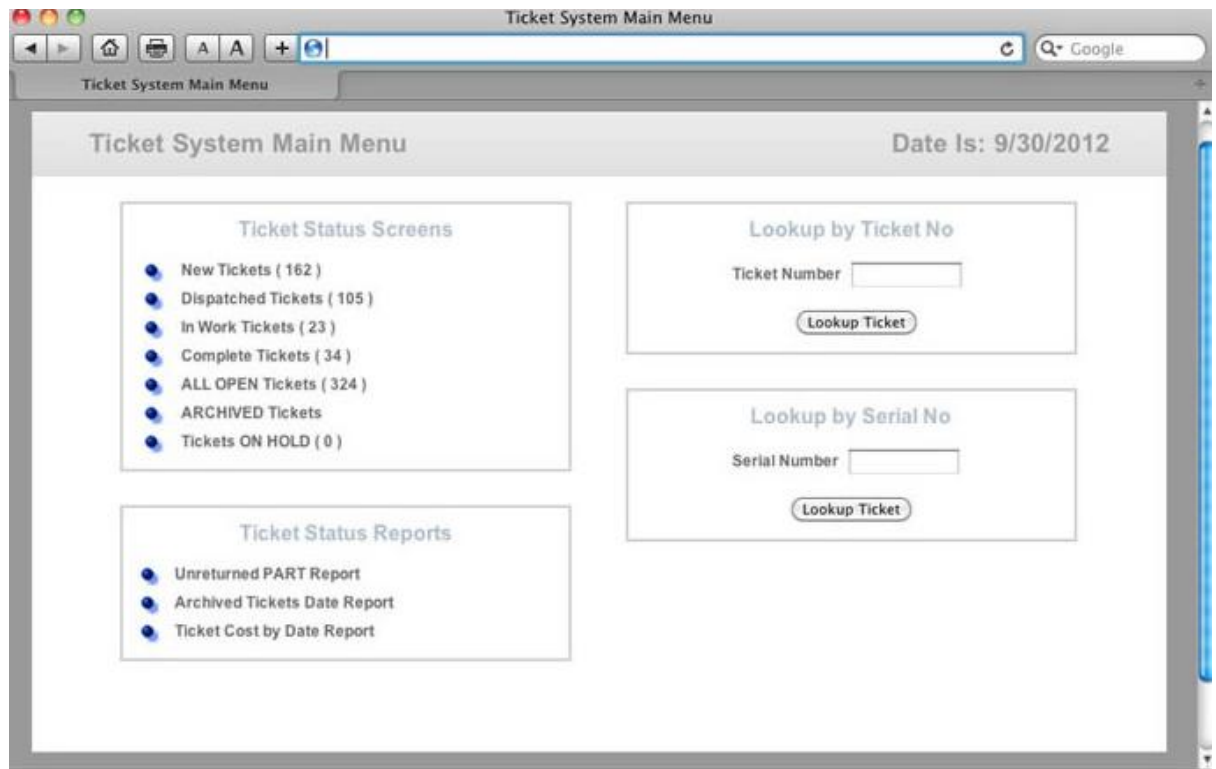 Ticket System Main Menu
A A + Google
Ticket System Main Menu
Ticket System Main Menu
Date Is: 9/30/2012
Ticket Status Screens
New Tickets ( 162 )
Dispatched Tickets ( 105 )
In Work Tickets ( 23 )
Complete Tickets ( 34 )
ALL OPEN Tickets ( 324 )
ARCHIVED Tickets
Tickets ON HOLD ( 0 )
Ticket Status Reports
Unreturned PART Report
Archived Tickets Date Report
Ticket Cost by Date Report
Lookup by Ticket No
Ticket Number
Lookup Ticket
Lookup by Serial No
Serial Number
Lookup Ticket